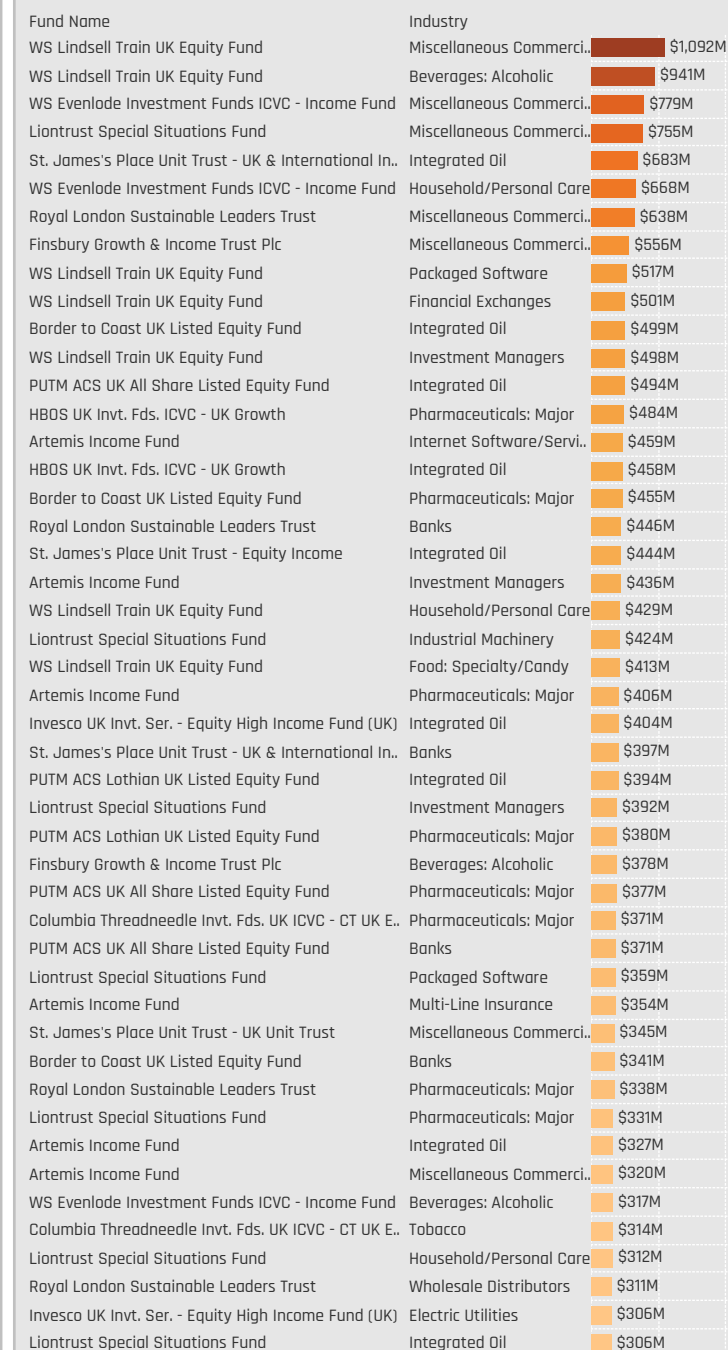 Fund Name Industry
WS Lindsell Train UK Equity Fund Miscellaneous Commerci.. $1,092M
WS Lindsell Train UK Equity Fund Beverages: Alcoholic $941M
WS Evenlode Investment Funds ICVC - Income Fund Miscellaneous Commerci.. $779M
Liontrust Special Situations Fund Miscellaneous Commerci.. $755M
St. James's Place Unit Trust - UK & International In.. Integrated Oil $683M
WS Evenlode Investment Funds ICVC - Income Fund Household/Personal Care $668M
Royal London Sustainable Leaders Trust Miscellaneous Commerci.. $638M
Finsbury Growth & Income Trust Plc Miscellaneous Commerci.. $556M
WS Lindsell Train UK Equity Fund Packaged Software $517M
WS Lindsell Train UK Equity Fund Financial Exchanges $501M
Border to Coast UK Listed Equity Fund Integrated Oil $499M
WS Lindsell Train UK Equity Fund Investment Managers $498M
PUTM ACS UK All Share Listed Equity Fund Integrated Oil $494M
HBOS UK Invt. Fds. ICVC - UK Growth Pharmaceuticals: Major $484M
Artemis Income Fund Internet Software/Servi.. $459M
HBOS UK Invt. Fds. ICVC - UK Growth Integrated Oil $458M
Border to Coast UK Listed Equity Fund Pharmaceuticals: Major $455M
Royal London Sustainable Leaders Trust Banks $446M
St. James's Place Unit Trust - Equity Income Integrated Oil $444M
Artemis Income Fund Investment Managers $436M
WS Lindsell Train UK Equity Fund Household/Personal Care $429M
Liontrust Special Situations Fund Industrial Machinery $424M
WS Lindsell Train UK Equity Fund Food: Specialty/Candy $413M
Artemis Income Fund Pharmaceuticals: Major $406M
Invesco UK Invt. Ser. - Equity High Income Fund (UK) Integrated Oil $404M
St. James's Place Unit Trust - UK & International In.. Banks $397M
PUTM ACS Lothian UK Listed Equity Fund Integrated Oil $394M
Liontrust Special Situations Fund Investment Managers $392M
PUTM ACS Lothian UK Listed Equity Fund Pharmaceuticals: Major $380M
Finsbury Growth & Income Trust Plc Beverages: Alcoholic $378M
PUTM ACS UK All Share Listed Equity Fund Pharmaceuticals: Major $377M
Columbia Threadneedle Invt. Fds. UK ICVC - CT UK E.. Pharmaceuticals: Major $371M
PUTM ACS UK All Share Listed Equity Fund Banks $371M
Liontrust Special Situations Fund Packaged Software $359M
Artemis Income Fund Multi-Line Insurance $354M
St. James's Place Unit Trust - UK Unit Trust Miscellaneous Commerci.. $345M
Border to Coast UK Listed Equity Fund Banks $341M
Royal London Sustainable Leaders Trust Pharmaceuticals: Major $338M
Liontrust Special Situations Fund Pharmaceuticals: Major $331M
Artemis Income Fund Integrated Oil $327M
Artemis Income Fund Miscellaneous Commerci.. $320M
WS Evenlode Investment Funds ICVC - Income Fund Beverages: Alcoholic $317M
Columbia Threadneedle Invt. Fds. UK ICVC - CT UK E.. Tobacco $314M
Liontrust Special Situations Fund Household/Personal Care $312M
Royal London Sustainable Leaders Trust Wholesale Distributors $311M
Invesco UK Invt. Ser. - Equity High Income Fund (UK) Electric Utilities $306M
Liontrust Special Situations Fund Integrated Oil $306M